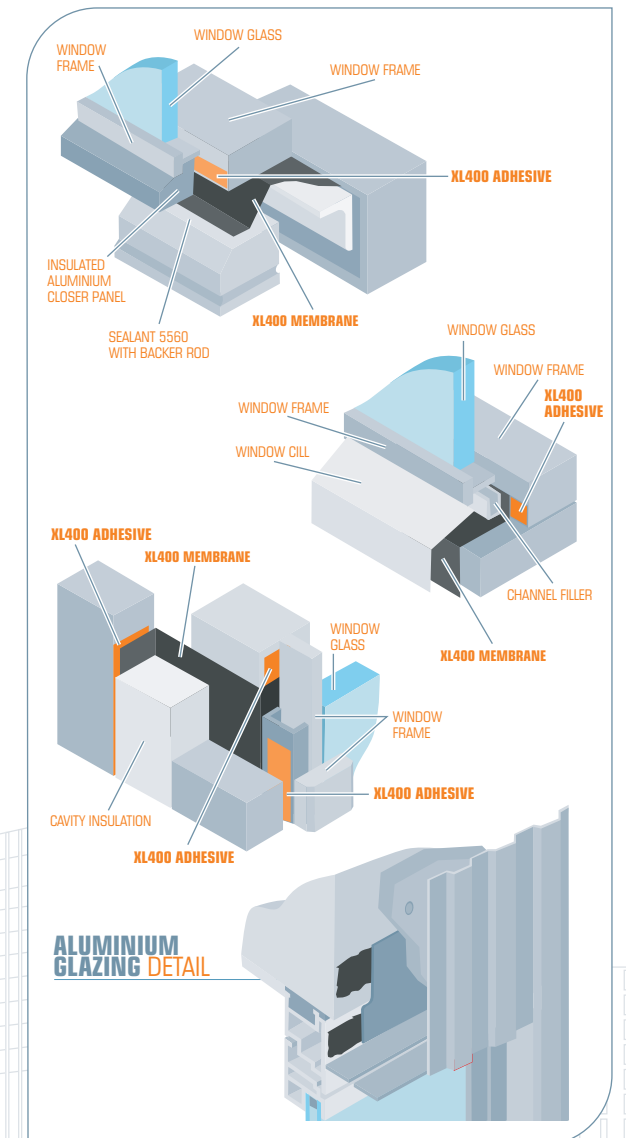 WINDOW GLASS
WINDOW
FRAME
WINDOW FRAME
XL400 ADHESIVE
INSULATED
ALUMINIUM
CLOSER PANEL
XL400 MEMBRANE
SEALANT 5560
WITH BACKER ROD
WINDOW GLASS
WINDOW FRAME
XL400
ADHESIVE
WINDOW FRAME
WINDOW CILL
CHANNEL FILLER
XL400 MEMBRANE
XL400 ADHESIVE
XL400 MEMBRANE
WINDOW
GLASS
WINDOW
FRAME
XL400 ADHESIVE
CAVITY INSULATION
XL400 ADHESIVE
ALUMINIUM
GLAZING DETAIL